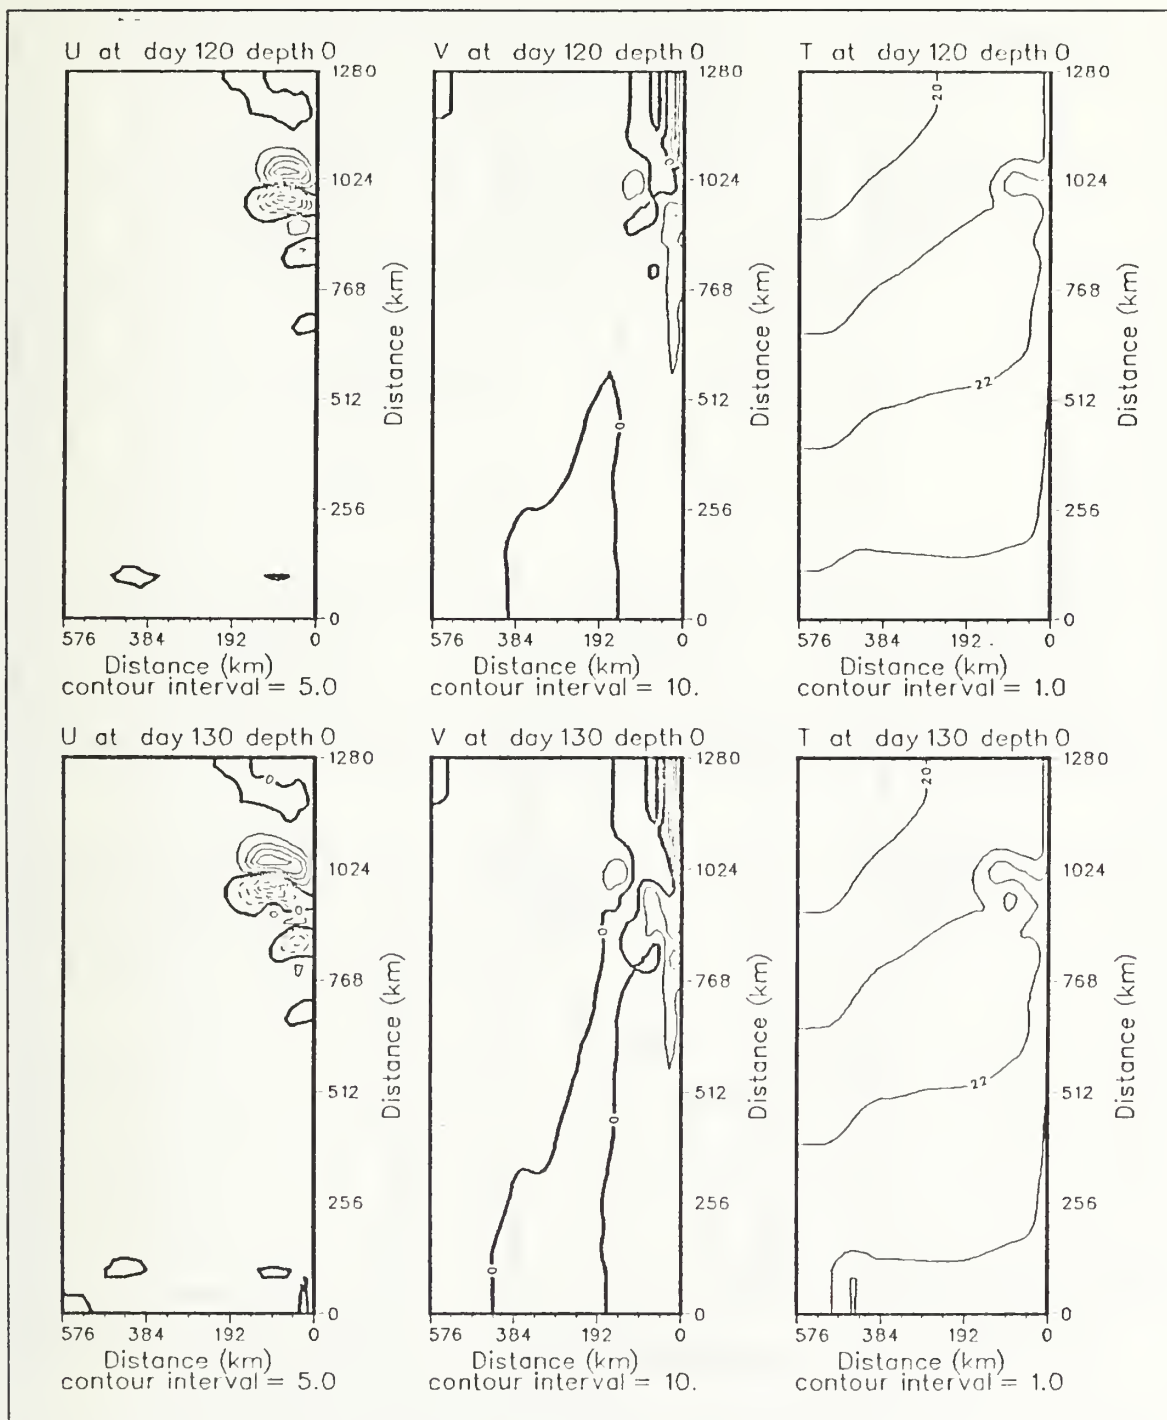 U at day 120 depth 0
V at day 120 depth 0
T at day 120 depth 0
1280
1024
768
512
256
0
Distance (km)
576 384 192 0
Distance (km)
contour interval = 5.0
0
0
1280
1024
768
512
256
0
Distance (km)
576 384 192 0
Distance (km)
contour interval = 10.
20
22
1280
1024
768
512
256
0
Distance (km)
576 384 192 0
Distance (km)
contour interval = 1.0
U at day 130 depth 0
V at day 130 depth 0
T at day 130 depth 0
0
0
0
1280
1024
768
512
256
0
Distance (km)
576 384 192 0
Distance (km)
contour interval = 5.0
0
0
0
1280
1024
768
512
256
0
Distance (km)
576 384 192 0
Distance (km)
contour interval = 10.
20
22
1280
1024
768
512
256
0
Distance (km)
576 384 192 0
Distance (km)
contour interval = 1.0